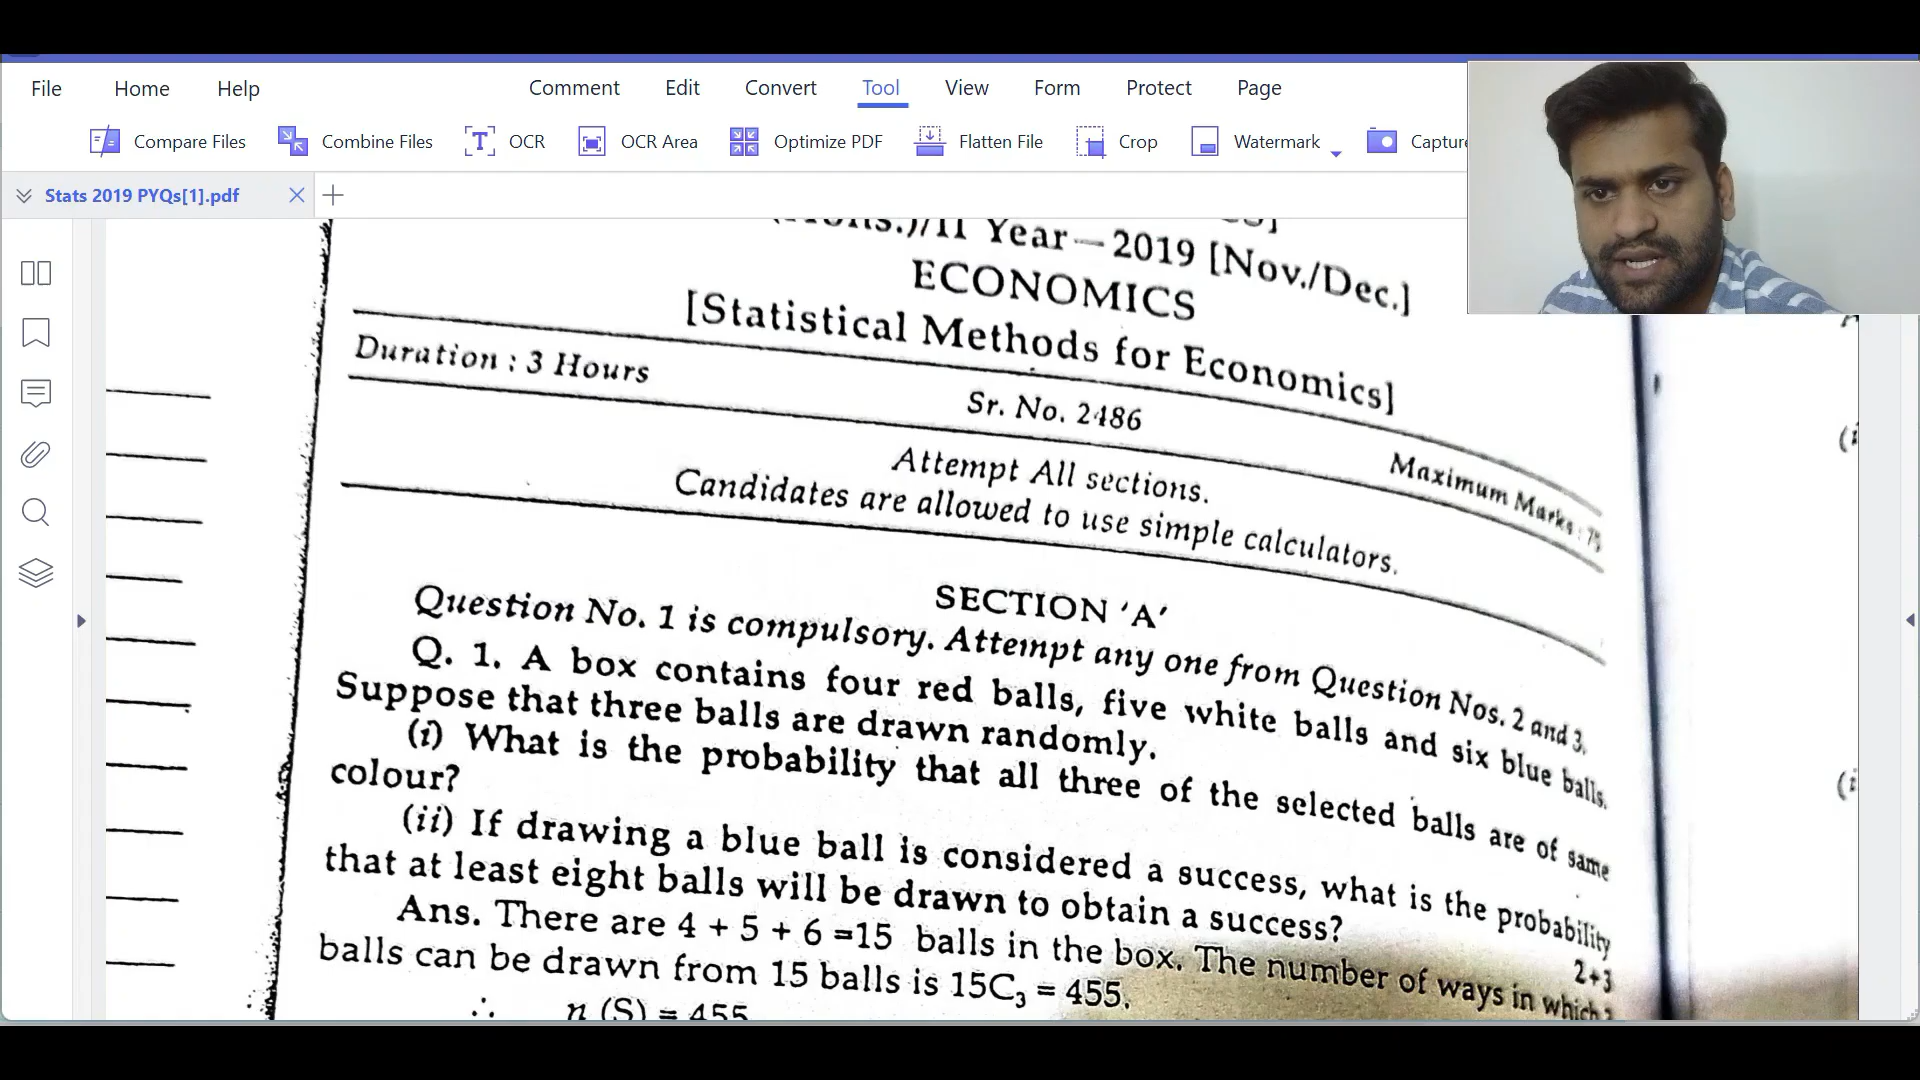 File Home Help Comment Edit Convert Tool View Form Protect Page
Compare Files Combine Files OCR OCR Area Optimize PDF Flatten File Crop Watermark Capture
Stats 2019 PYQs[1].pdf
Year—2019 [Nov./Dec.]
ECONOMICS
[Statistical Methods for Economics]
Duration : 3 Hours
Sr. No. 2486
Maximum Marks : 75
Attempt All sections.
Candidates are allowed to use simple calculators.
SECTION 'A'
Question No. 1 is compulsory. Attempt any one from Question Nos. 2 and 3.
Q. 1. A box contains four red balls, five white balls and six blue balls.
Suppose that three balls are drawn randomly.
(i) What is the probability that all three of the selected balls are of same
colour?
(ii) If drawing a blue ball is considered a success, what is the probability
that at least eight balls will be drawn to obtain a success?
2+3
Ans. There are 4 + 5 + 6 =15 balls in the box. The number of ways in which 3
balls can be drawn from 15 balls is 15C₃ = 455.
∴ n (S) = 455